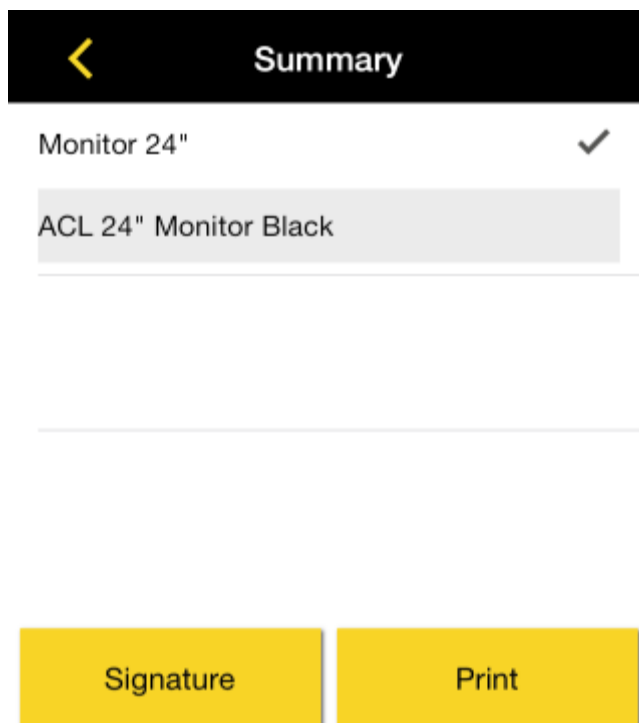 Summary
Monitor 24"
ACL 24" Monitor Black
Signature
Print